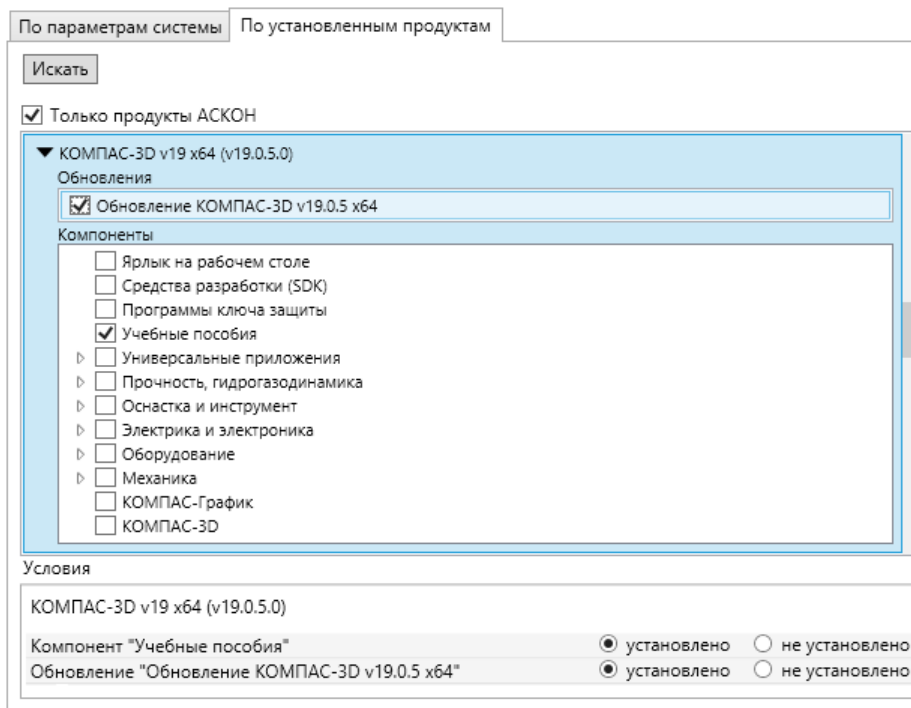 По параметрам системы
По установленным продуктам
Искать
Только продукты АСКОН
КОМПАС-3D v19 x64 (v19.0.5.0)
Обновления
Обновление КОМПАС-3D v19.0.5 x64
Компоненты
Ярлык на рабочем столе
Средства разработки (SDK)
Программы ключа защиты
Учебные пособия
Универсальные приложения
Прочность, гидрогазодинамика
Оснастка и инструмент
Электрика и электроника
Оборудование
Механика
КОМПАС-График
КОМПАС-3D
Условия
КОМПАС-3D v19 x64 (v19.0.5.0)
Компонент "Учебные пособия" установлено не установлено
Обновление "Обновление КОМПАС-3D v19.0.5 x64" установлено не установлено